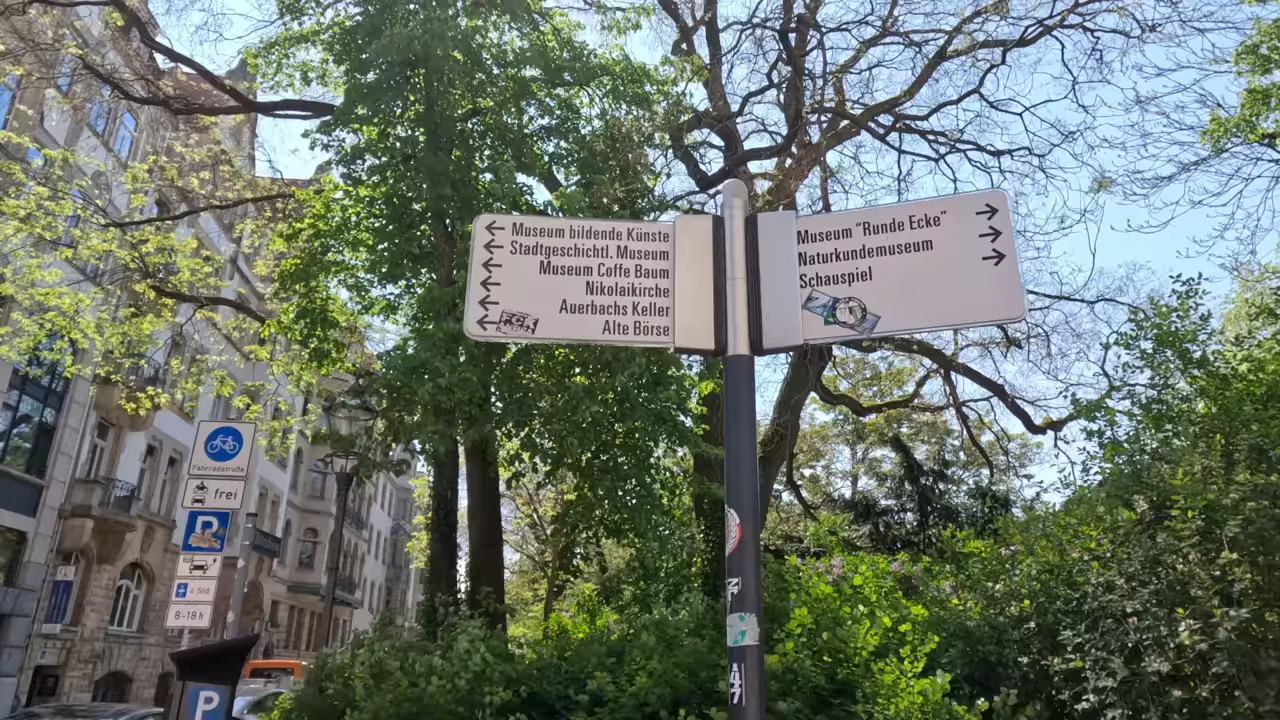 Museum bildende Künste
Stadtgeschichtl. Museum
Museum Coffe Baum
Nikolaikirche
Auerbachs Keller
Alte Börse
Museum "Runde Ecke"
Naturkundemuseum
Schauspiel
Fahrradstraße
frei
P
4 Std
8-18h
P
47